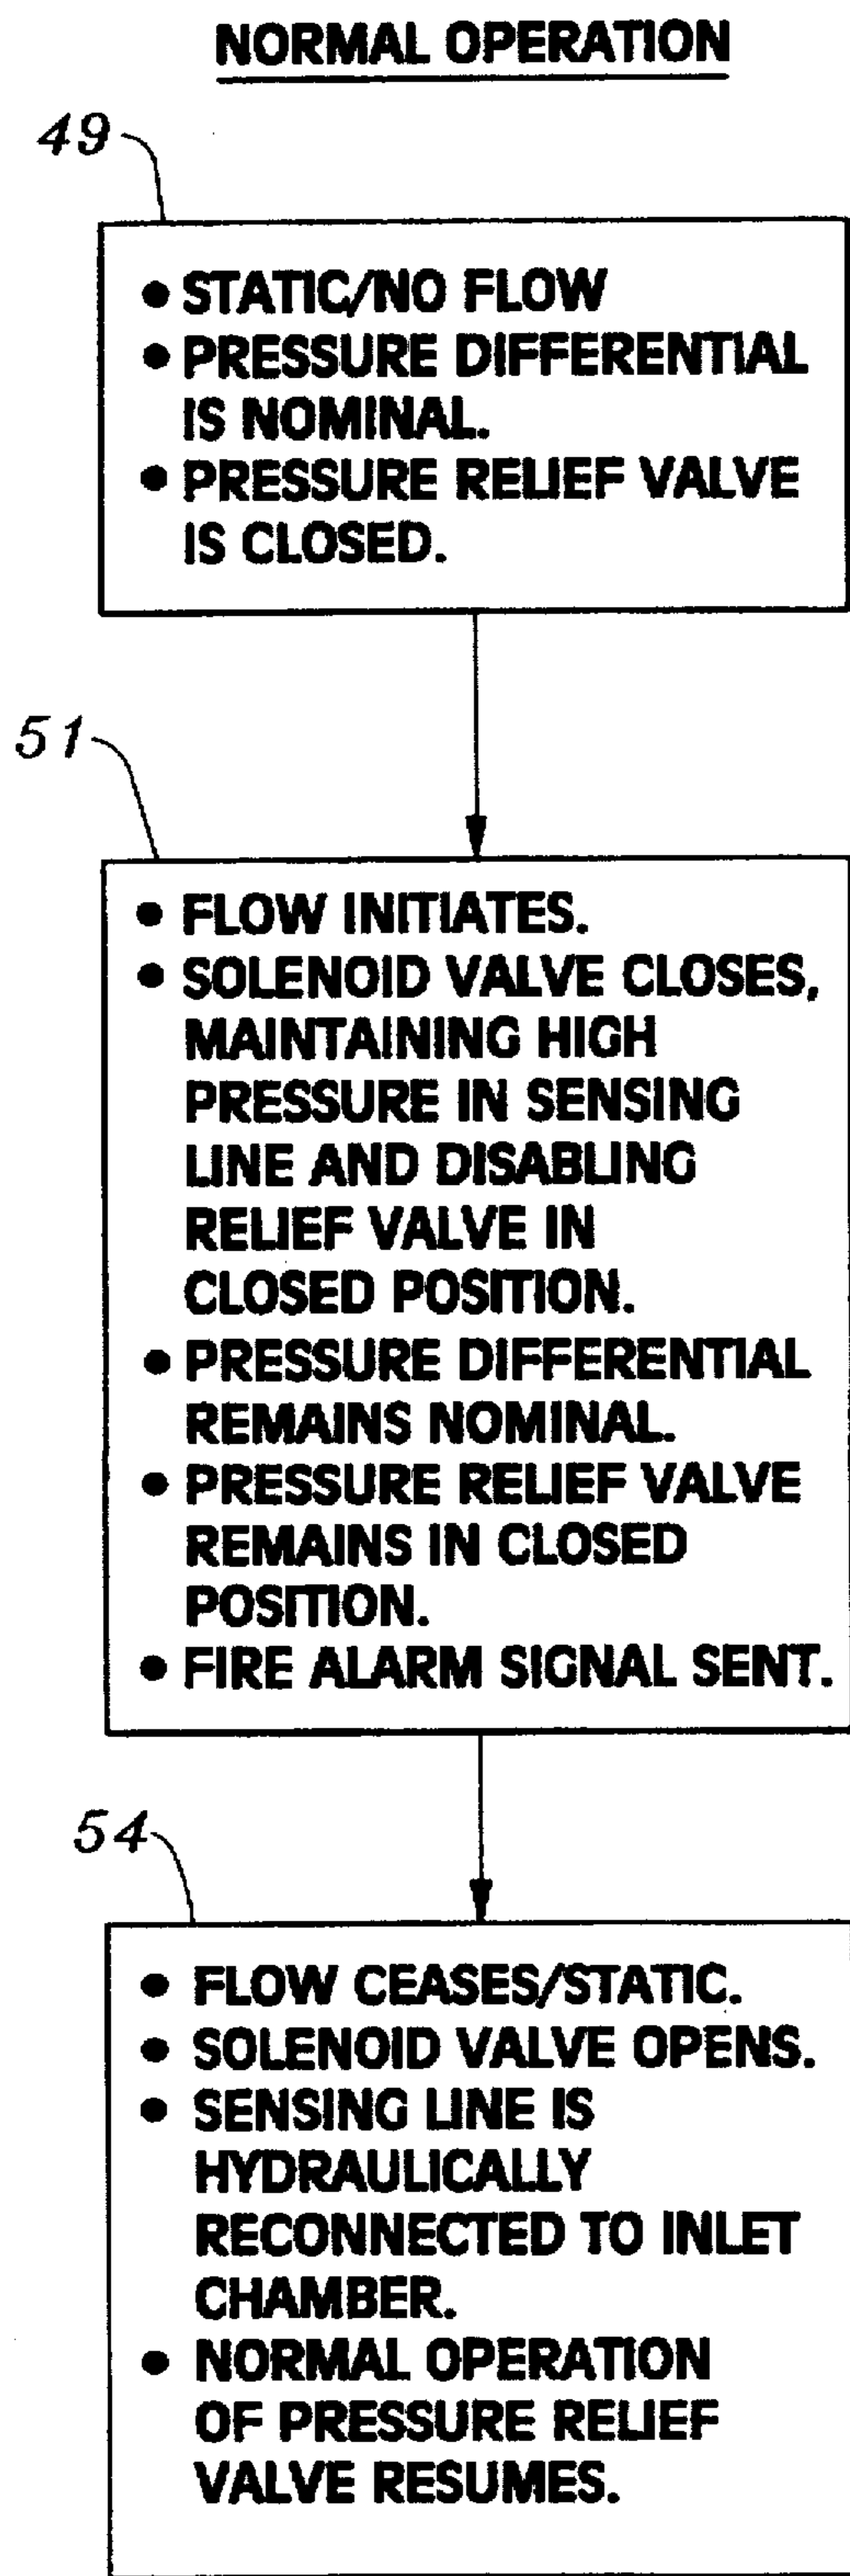 NORMAL OPERATION
49
● STATIC/NO FLOW
● PRESSURE DIFFERENTIAL
IS NOMINAL.
● PRESSURE RELIEF VALVE
IS CLOSED.
51
● FLOW INITIATES.
● SOLENOID VALVE CLOSES,
MAINTAINING HIGH
PRESSURE IN SENSING
LINE AND DISABLING
RELIEF VALVE IN
CLOSED POSITION.
● PRESSURE DIFFERENTIAL
REMAINS NOMINAL.
● PRESSURE RELIEF VALVE
REMAINS IN CLOSED
POSITION.
● FIRE ALARM SIGNAL SENT.
54
● FLOW CEASES/STATIC.
● SOLENOID VALVE OPENS.
● SENSING LINE IS
HYDRAULICALLY
RECONNECTED TO INLET
CHAMBER.
● NORMAL OPERATION
OF PRESSURE RELIEF
VALVE RESUMES.